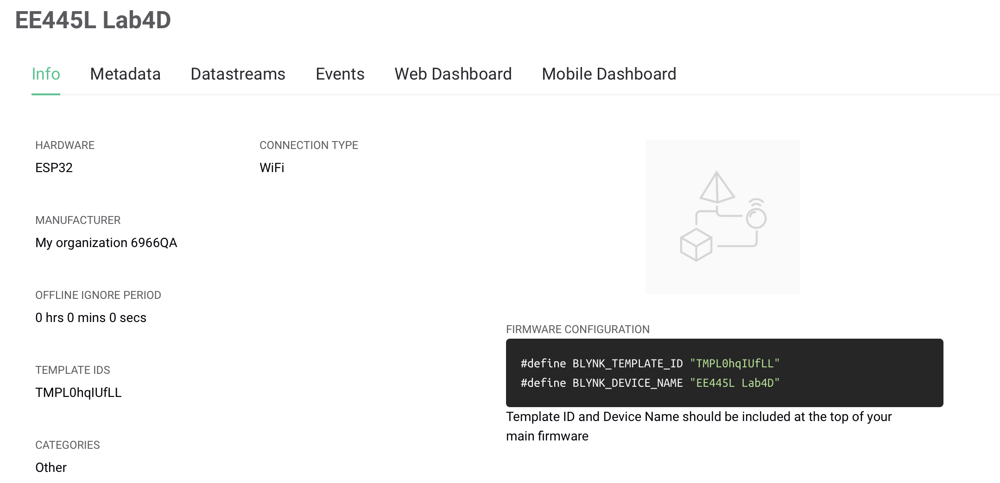 EE445L Lab4D
Info Metadata Datastreams Events Web Dashboard Mobile Dashboard
HARDWARE
ESP32
CONNECTION TYPE
WiFi
MANUFACTURER
My organization 6966QA
OFFLINE IGNORE PERIOD
0 hrs 0 mins 0 secs
TEMPLATE IDS
TMPL0hqIUfLL
CATEGORIES
Other
FIRMWARE CONFIGURATION
#define BLYNK_TEMPLATE_ID "TMPL0hqIUfLL"
#define BLYNK_DEVICE_NAME "EE445L Lab4D"
Template ID and Device Name should be included at the top of your
main firmware